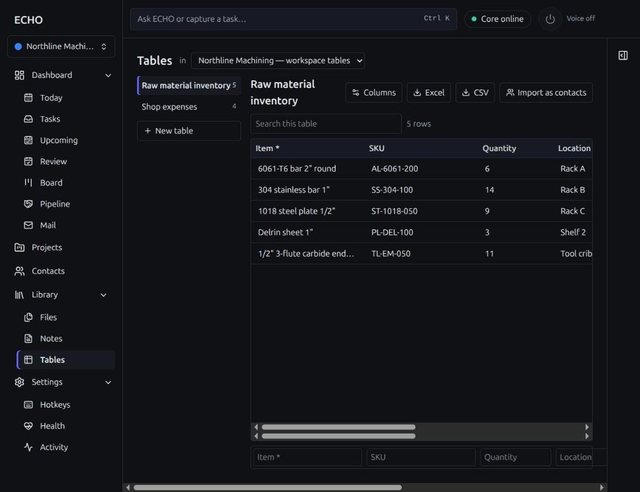 ECHO
Ask ECHO or capture a task…
Ctrl K
Core online
Voice off
Northline Machi…
Dashboard
Today
Tasks
Upcoming
Review
Board
Pipeline
Mail
Projects
Contacts
Library
Files
Notes
Tables
Settings
Hotkeys
Health
Activity
Tables in Northline Machining — workspace tables
Raw material inventory 5
Shop expenses 4
+ New table
Raw material
inventory
Columns
Excel
CSV
Import as contacts
Search this table
5 rows
Item * SKU Quantity Location
6061-T6 bar 2" round AL-6061-200 6 Rack A
304 stainless bar 1" SS-304-100 14 Rack B
1018 steel plate 1/2" ST-1018-050 9 Rack C
Delrin sheet 1" PL-DEL-100 3 Shelf 2
1/2" 3-flute carbide end… TL-EM-050 11 Tool crib
Item * SKU Quantity Location